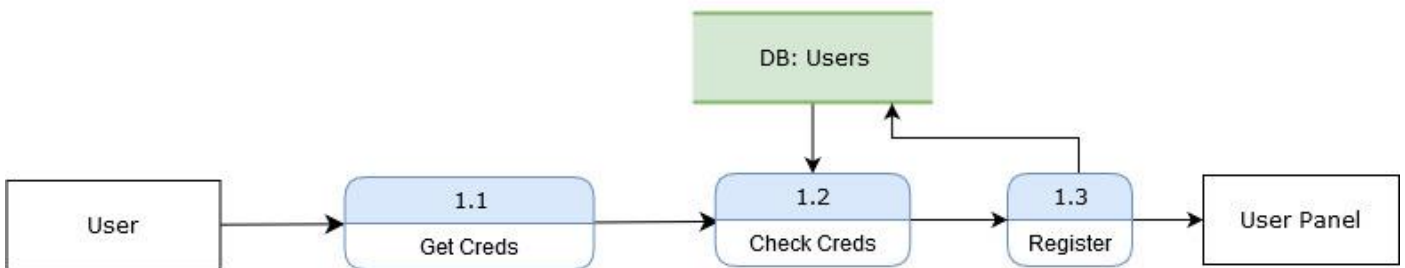 DB: Users
User
1.1
Get Creds
1.2
Check Creds
1.3
Register
User Panel